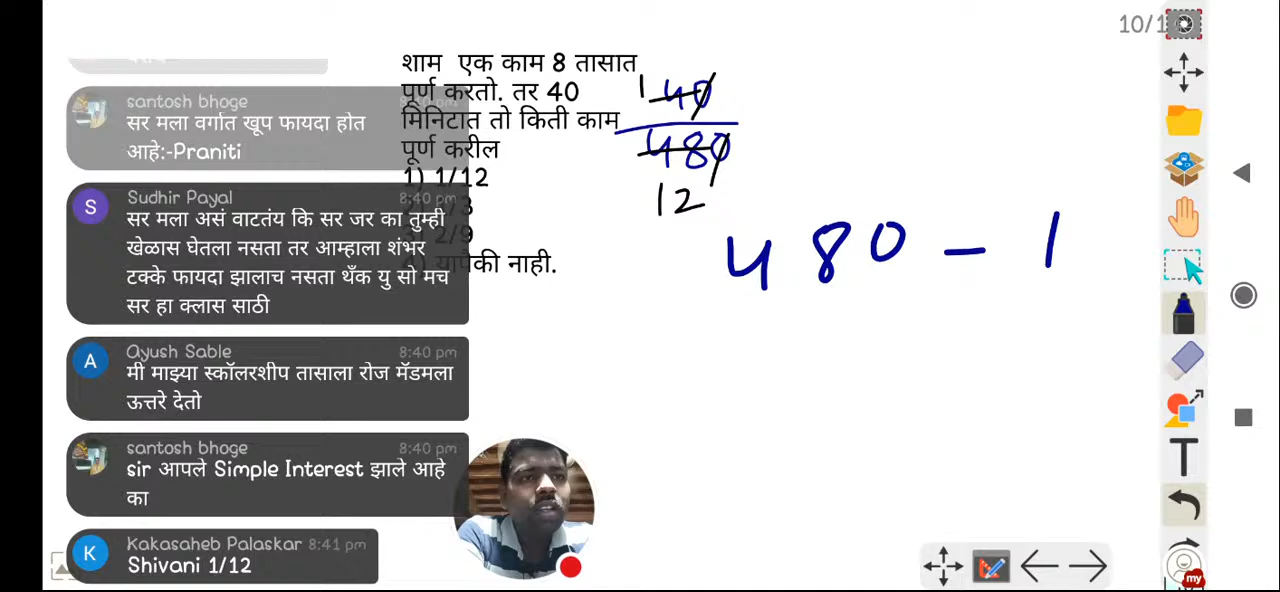 10/1
शाम एक काम 8 तासात
पूर्ण करतो. तर 40
मिनिटात तो किती काम
पूर्ण करील
1) 1/12
2/9
यापैकी नाही.
1 40
480
12
480 - 1
santosh bhoge
सर मला वर्गात खूप फायदा होत
आहे:-Praniti
Sudhir Payal 8:40 pm
सर मला असं वाटतंय कि सर जर का तुम्ही
खेळास घेतला नसता तर आम्हाला शंभर
टक्के फायदा झालाच नसता थँक यु सो मच
सर हा क्लास साठी
Ayush Sable 8:40 pm
मी माझ्या स्कॉलरशीप तासाला रोज मॅडमला
ऊत्तरे देतो
santosh bhoge 8:40 pm
sir आपले Simple Interest झाले आहे
का
Kakasaheb Palaskar 8:41 pm
Shivani 1/12
S
A
K
T
my